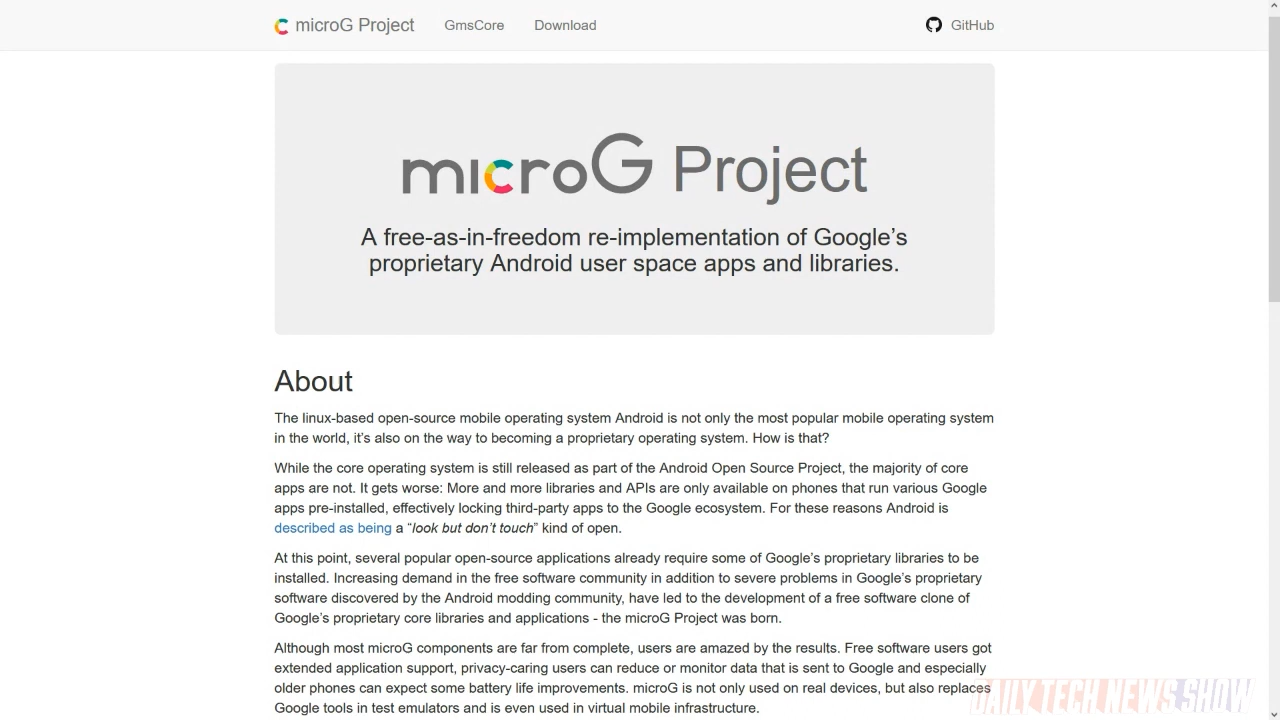 microG Project GmsCore Download GitHub
microG Project
A free-as-in-freedom re-implementation of Google’s
proprietary Android user space apps and libraries.
About
The linux-based open-source mobile operating system Android is not only the most popular mobile operating system
in the world, it’s also on the way to becoming a proprietary operating system. How is that?
While the core operating system is still released as part of the Android Open Source Project, the majority of core
apps are not. It gets worse: More and more libraries and APIs are only available on phones that run various Google
apps pre-installed, effectively locking third-party apps to the Google ecosystem. For these reasons Android is
described as being a “look but don’t touch” kind of open.
At this point, several popular open-source applications already require some of Google’s proprietary libraries to be
installed. Increasing demand in the free software community in addition to severe problems in Google’s proprietary
software discovered by the Android modding community, have led to the development of a free software clone of
Google’s proprietary core libraries and applications - the microG Project was born.
Although most microG components are far from complete, users are amazed by the results. Free software users got
extended application support, privacy-caring users can reduce or monitor data that is sent to Google and especially
older phones can expect some battery life improvements. microG is not only used on real devices, but also replaces
Google tools in test emulators and is even used in virtual mobile infrastructure.
DAILY TECH NEWS SHOW